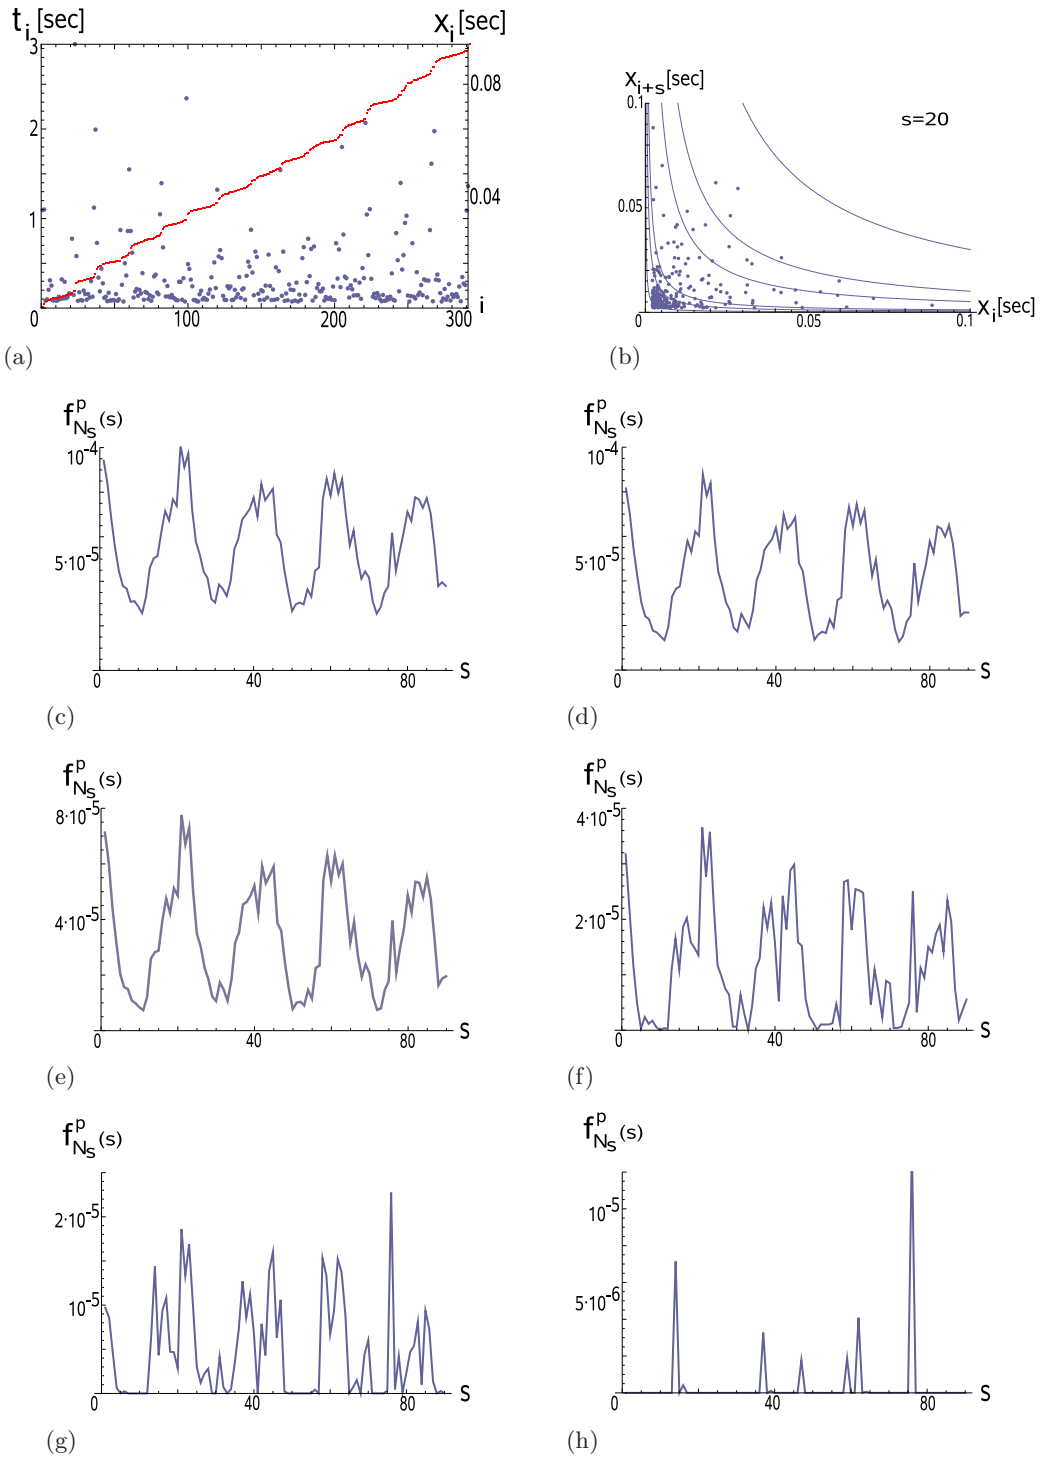 t_i [sec]
x_i [sec]
3
2
1
0.08
0.04
0 100 200 300 i
(a)
x_{i+s} [sec]
0.1
s=20
0.05
0 0.05 0.1 x_i [sec]
(b)
f^p_{N_s}(s)
10^{-4}
5·10^{-5}
0 40 80 s
(c)
f^p_{N_s}(s)
10^{-4}
5·10^{-5}
0 40 80 s
(d)
f^p_{N_s}(s)
8·10^{-5}
4·10^{-5}
0 40 80 s
(e)
f^p_{N_s}(s)
4·10^{-5}
2·10^{-5}
0 40 80 s
(f)
f^p_{N_s}(s)
2·10^{-5}
10^{-5}
0 40 80 s
(g)
f^p_{N_s}(s)
10^{-5}
5·10^{-6}
0 40 80 s
(h)